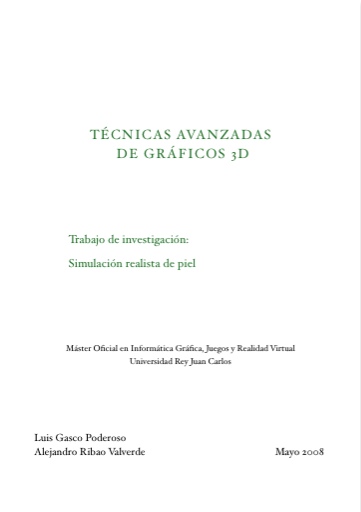 TÉCNICAS AVANZADAS
DE GRÁFICOS 3D
Trabajo de investigación:
Simulación realista de piel
Máster Oficial en Informática Gráfica, Juegos y Realidad Virtual
Universidad Rey Juan Carlos
Luis Gasco Poderoso
Alejandro Ribao Valverde
Mayo 2008